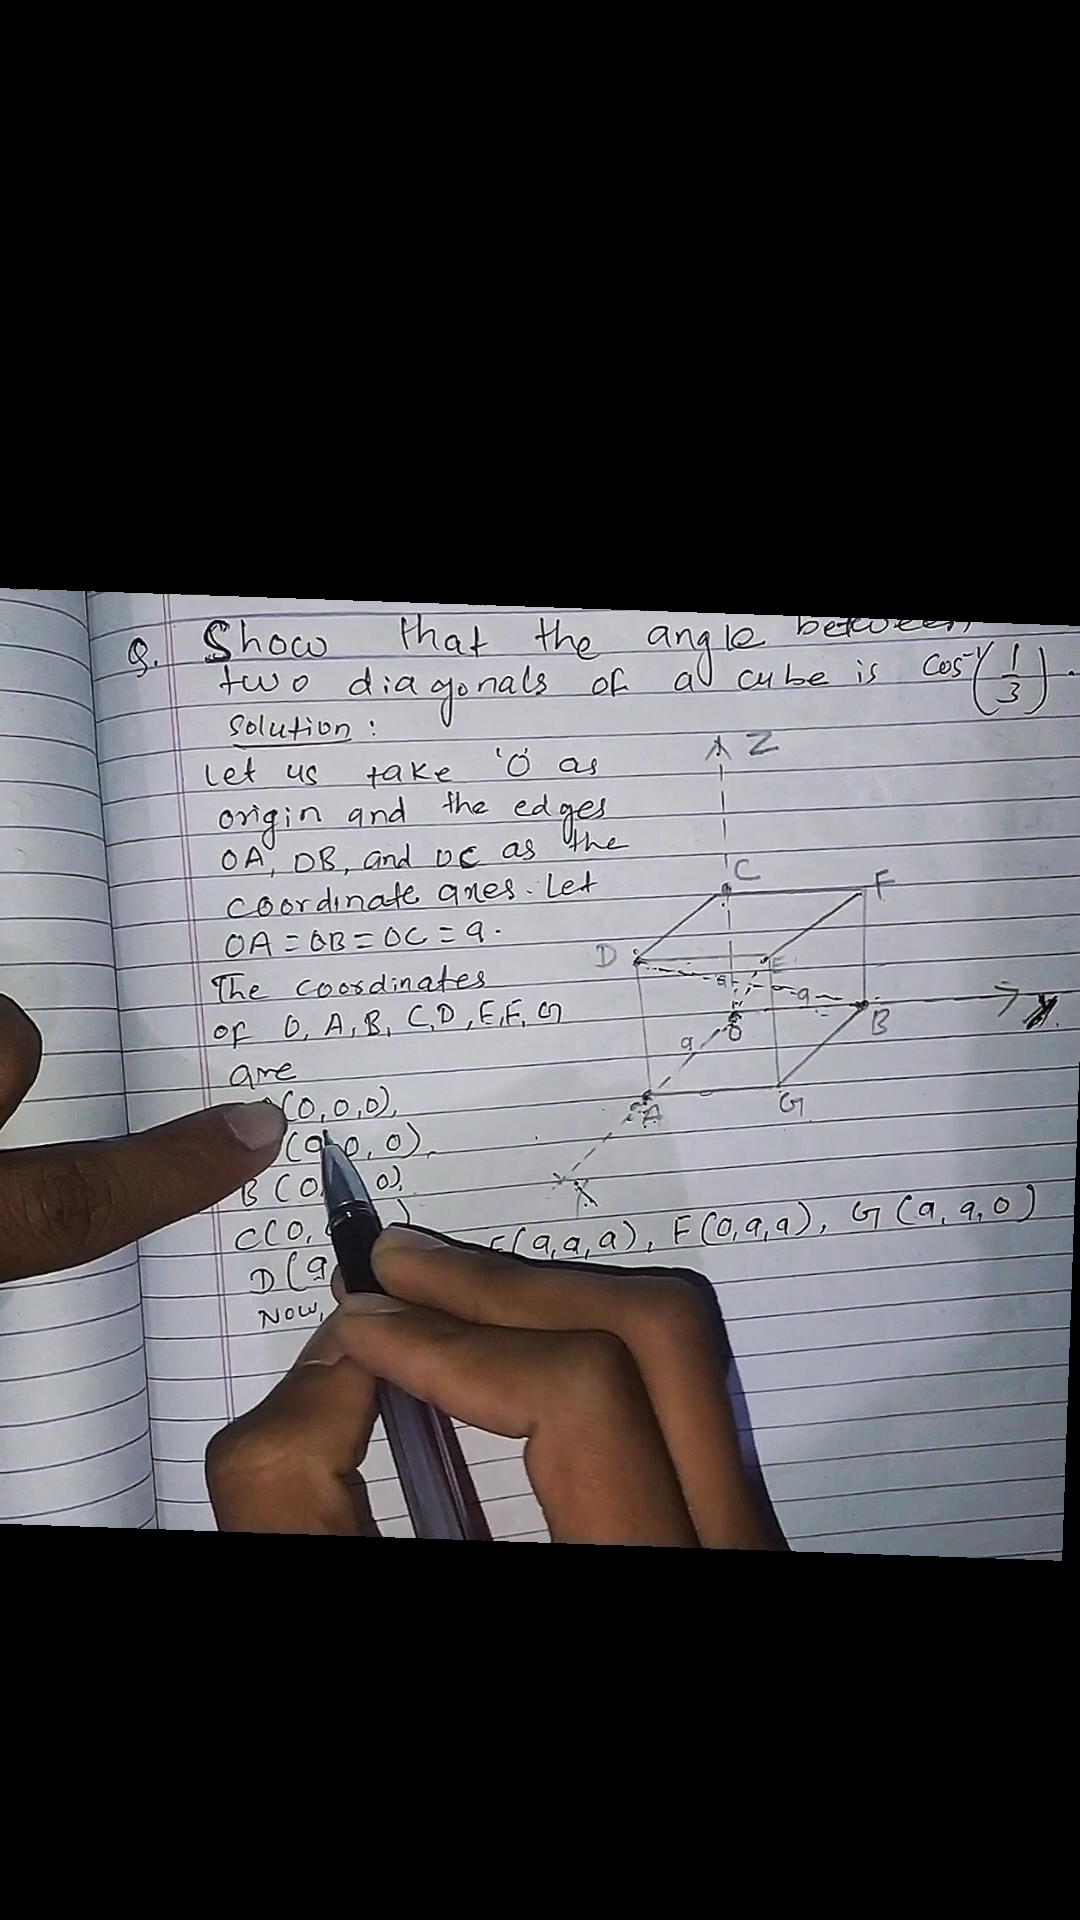 Q. Show that the angle between
two diagonals of a cube is cos⁻¹(1/3).
Solution:
Let us take 'O' as
origin and the edges
OA, OB, and OC as the
coordinate axes. Let
OA = OB = OC = a.
The coordinates
of O, A, B, C, D, E, F, G
are
(0,0,0),
(a,0,0),
B (0, 0),
C(0,
D (a
E(a,a,a), F(0,a,a), G(a,a,0)
Now,
Z
C
F
D
E
a
a
O
B
Y
a
A
G
X